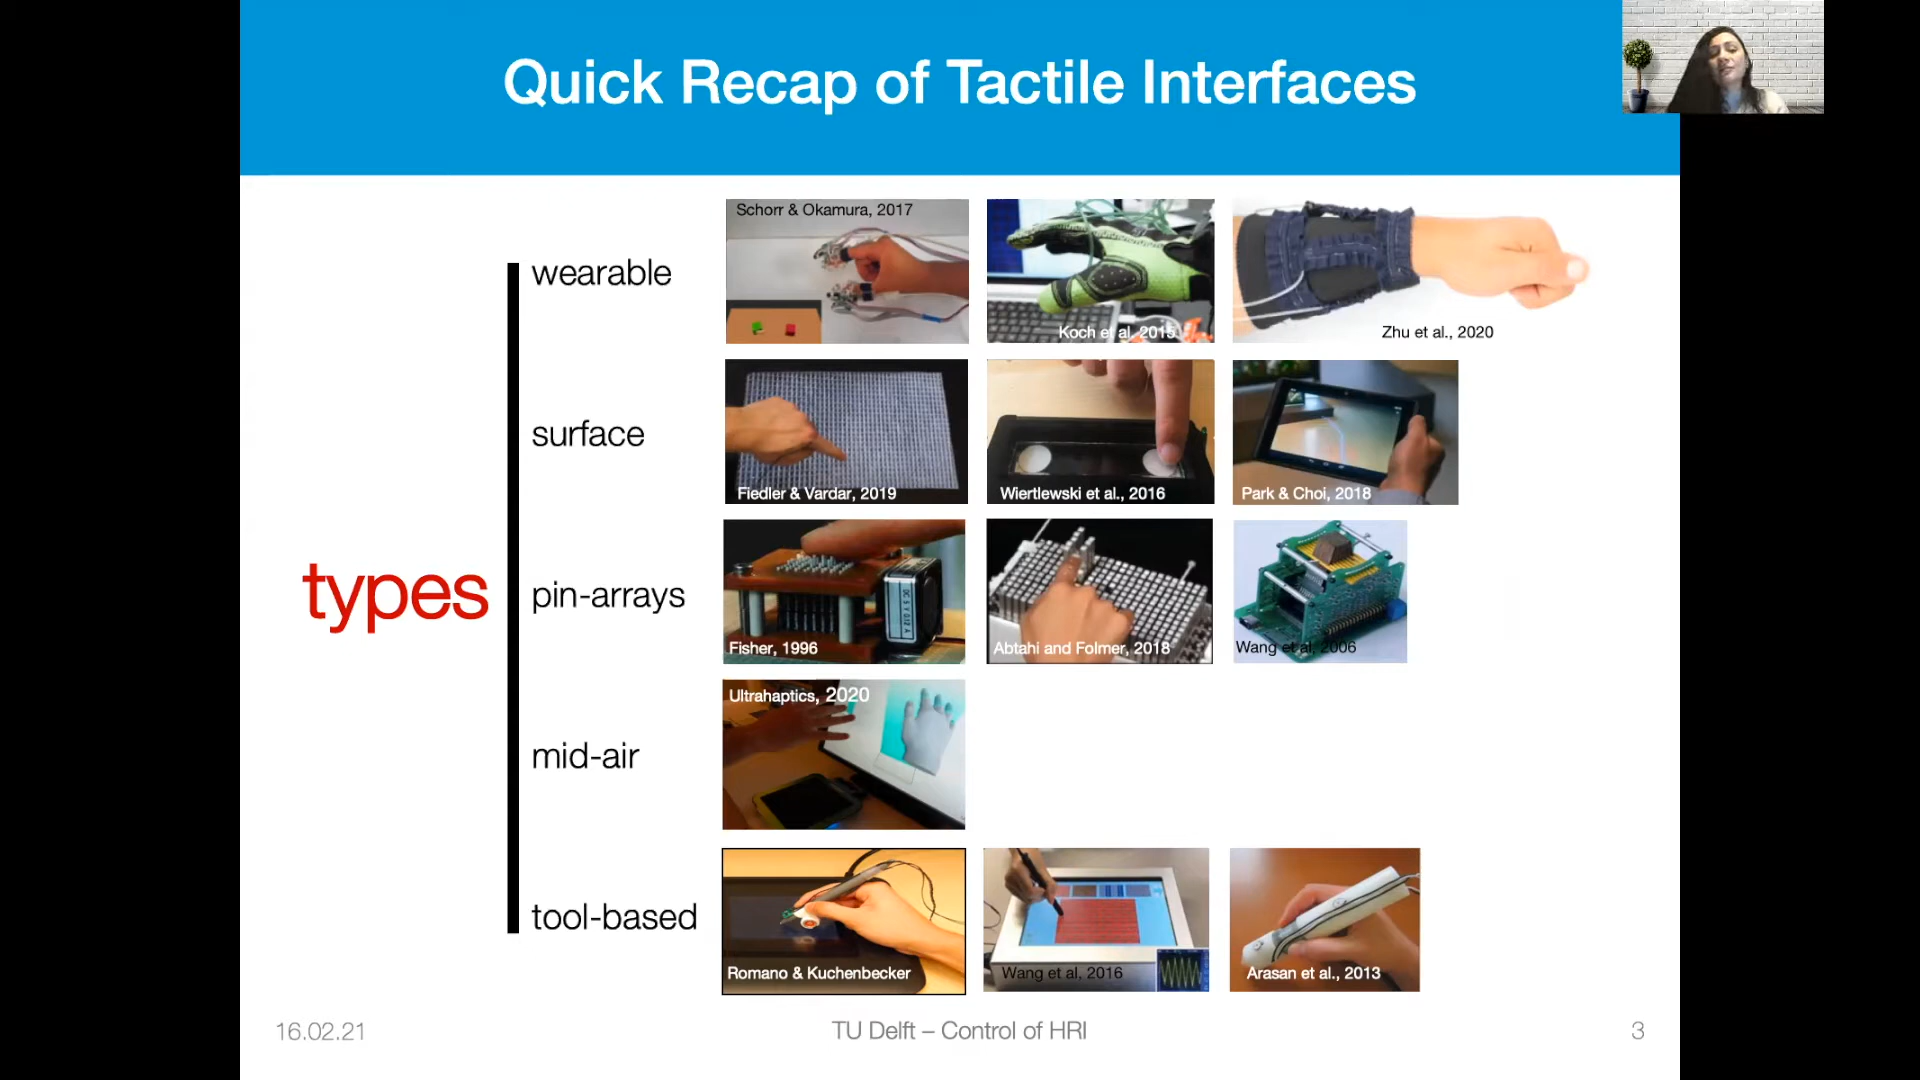 Quick Recap of Tactile Interfaces
types
wearable
Schorr & Okamura, 2017
Koch et al. 2015
Zhu et al., 2020
surface
Fiedler & Vardar, 2019
Wiertlewski et al., 2016
Park & Choi, 2018
pin-arrays
Fisher, 1996
Abtahi and Folmer, 2018
Wang et al, 2006
mid-air
Ultrahaptics, 2020
tool-based
Romano & Kuchenbecker
Wang et al, 2016
Arasan et al., 2013
16.02.21
TU Delft – Control of HRI
3